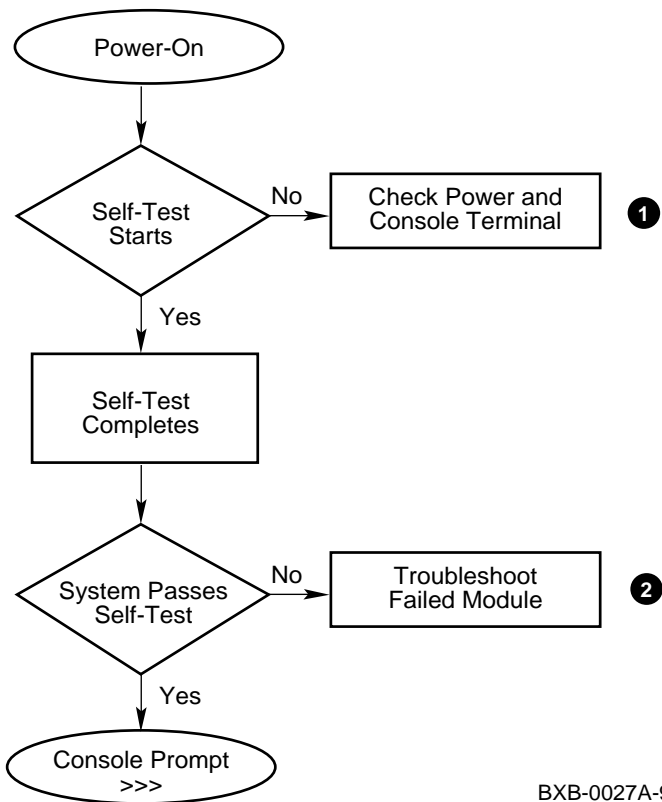 Power-On
Self-Test
Starts
No
Check Power and
Console Terminal
1
Yes
Self-Test
Completes
System Passes
Self-Test
No
Troubleshoot
Failed Module
2
Yes
Console Prompt
>>>